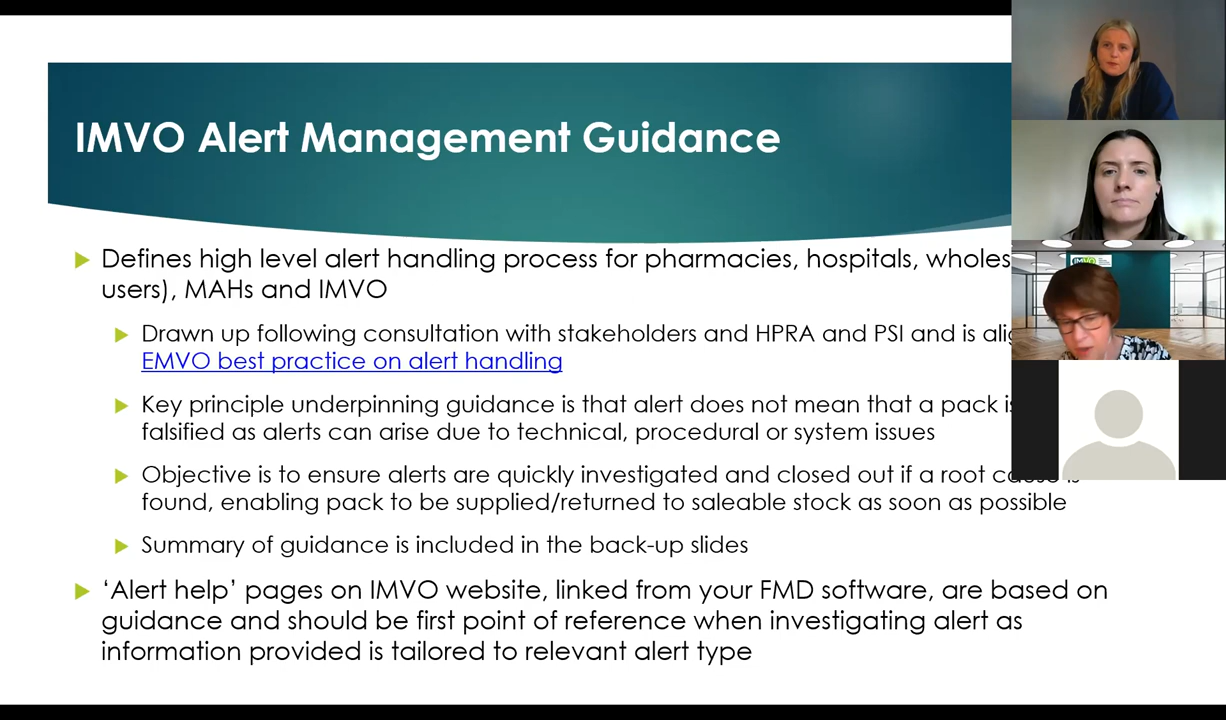 IMVO Alert Management Guidance
Defines high level alert handling process for pharmacies, hospitals,
users), MAHs and IMVO
Drawn up following consultation with stakeholders and HPRA and PSI and is
EMVO best practice on alert handling
Key principle underpinning guidance is that alert does not mean that a pack
falsified as alerts can arise due to technical, procedural or system issues
Objective is to ensure alerts are quickly investigated and closed out if a root
found, enabling pack to be supplied/returned to saleable stock as soon as possible
Summary of guidance is included in the back-up slides
‘Alert help’ pages on IMVO website, linked from your FMD software, are based on
guidance and should be first point of reference when investigating alert as
information provided is tailored to relevant alert type
IMVO